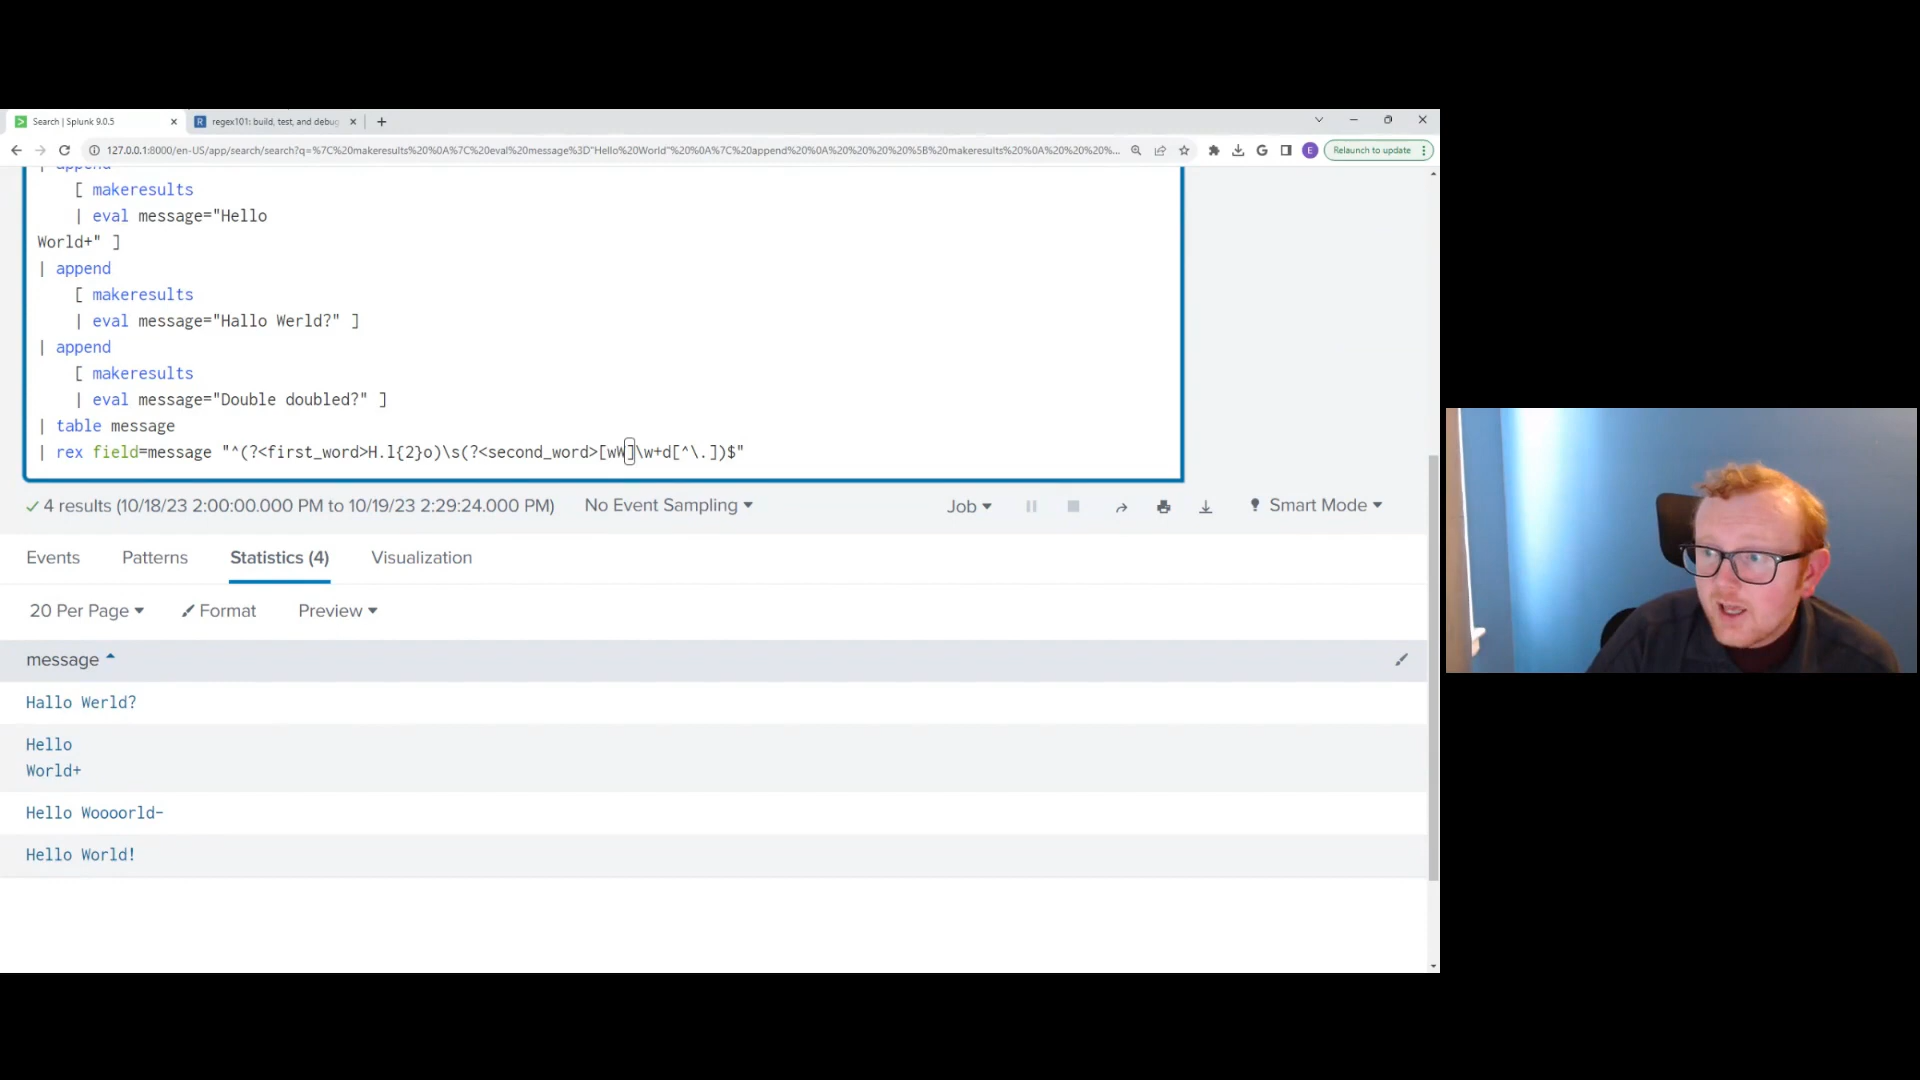 Search | Splunk 9.0.5
regex101: build, test, and debug
127.0.0.1:8000/en-US/app/search/search?q=%7C%20makeresults%20%0A%7C%20eval%20message%3D"Hello%20World"%20%0A%7C%20append%20%0A%20%20%20%20%5B%20makeresults%20%0A%20%20%20%20%...
E
Relaunch to update
| append
[ makeresults
| eval message="Hello
World+" ]
| append
[ makeresults
| eval message="Hallo Werld?" ]
| append
[ makeresults
| eval message="Double doubled?" ]
| table message
| rex field=message "^(?<first_word>H.l{2}o)\s(?<second_word>[wW]\w+d[^\.])$"
4 results (10/18/23 2:00:00.000 PM to 10/19/23 2:29:24.000 PM)
No Event Sampling
Job
Smart Mode
Events
Patterns
Statistics (4)
Visualization
20 Per Page
Format
Preview
message
Hallo Werld?
Hello
World+
Hello Woooorld-
Hello World!